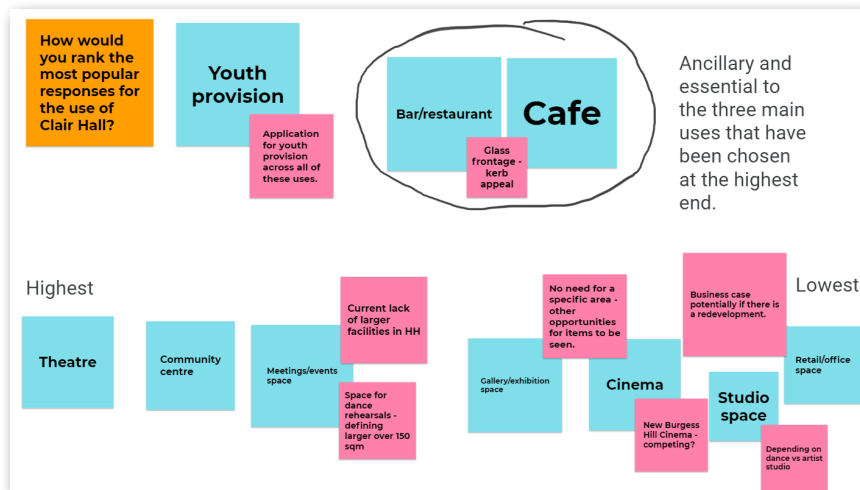 How would
you rank the
most popular
responses for
the use of
Clair Hall?
Youth
provision
Application
for youth
provision
across all of
these uses.
Bar/restaurant
Cafe
Glass
frontage -
kerb
appeal
Ancillary and
essential to
the three main
uses that have
been chosen
at the highest
end.
Highest
Lowest
Theatre
Community
centre
Meetings/events
space
Current lack
of larger
facilities in HH
Space for
dance
rehearsals -
defining
larger over 150
sqm
Gallery/exhibition
space
No need for a
specific area -
other
opportunities
for items to be
seen.
Cinema
New Burgess
Hill Cinema -
competing?
Business case
potentially if there is
a redevelopment.
Studio
space
Depending on
dance vs artist
studio
Retail/office
space